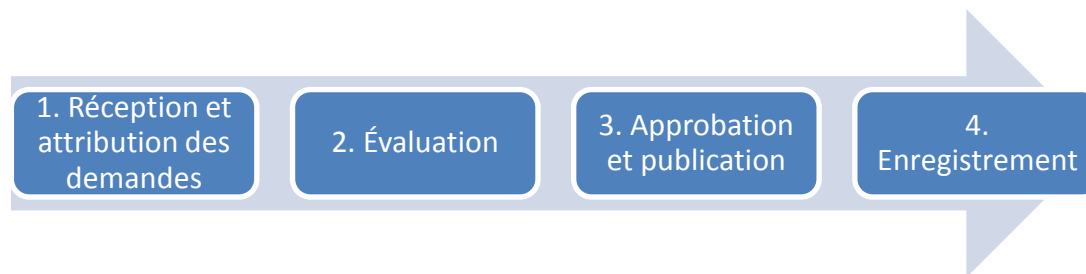 1. Réception et
attribution des
demandes
2. Évaluation
3. Approbation
et publication
4.
Enregistrement